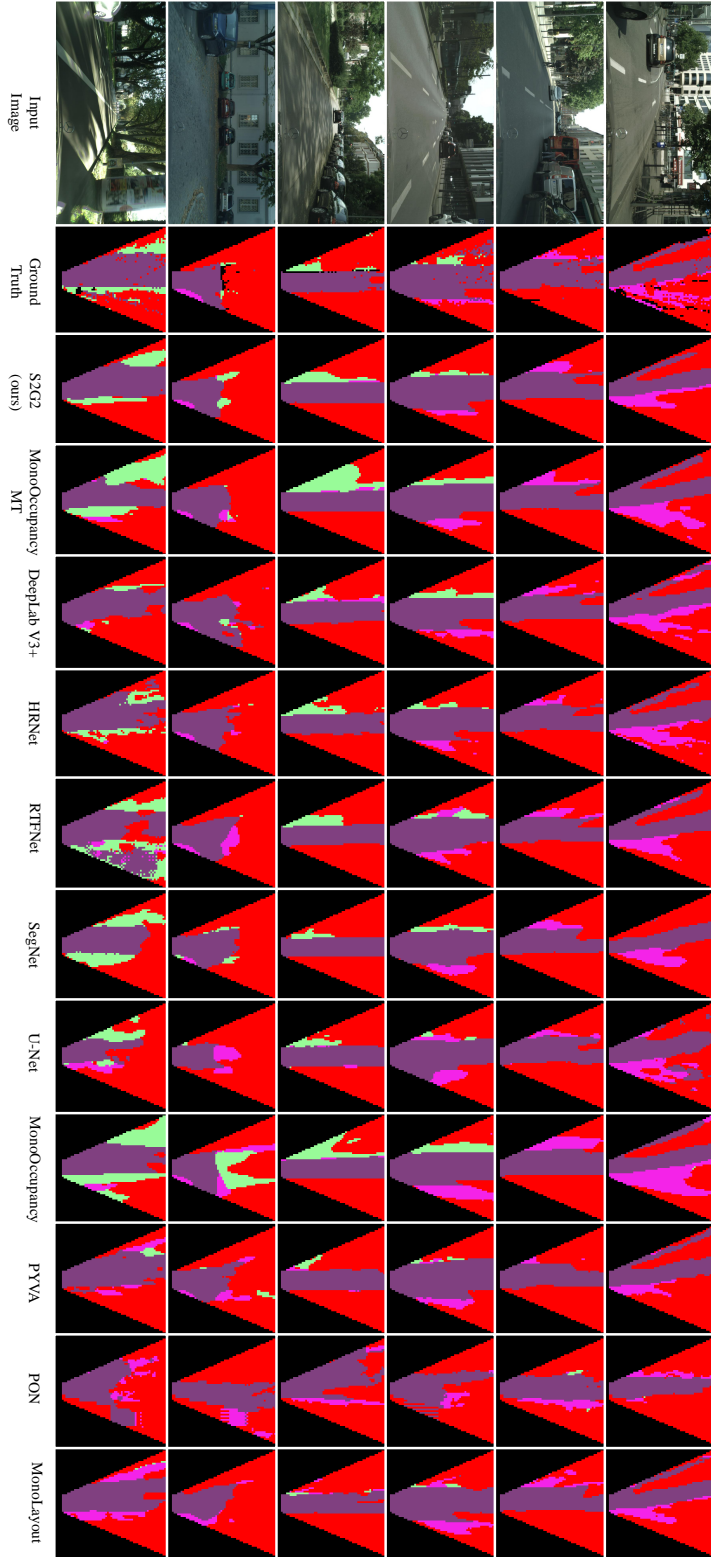 Input
Image
Ground
Truth
S2G2
(ours)
MonoOccupancy
MT
DeepLab V3+
HRNet
RTFNet
SegNet
U-Net
MonoOccupancy
PYVA
PON
MonoLayout